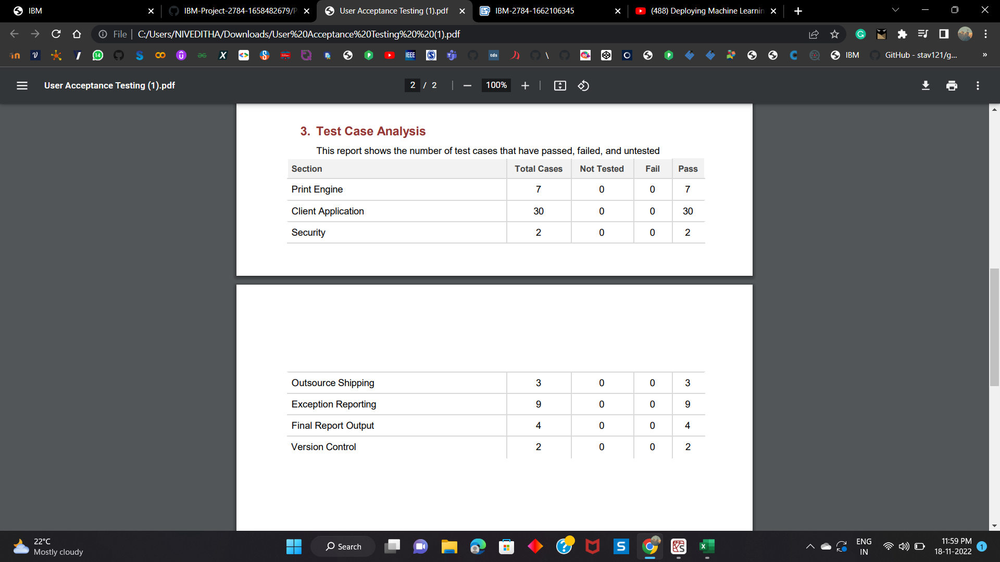 IBM
IBM-Project-2784-1658482679/P
User Acceptance Testing (1).pdf
IBM-2784-1662106345
(488) Deploying Machine Learnin
File
C:/Users/NIVEDITHA/Downloads/User%20Acceptance%20Testing%20%20(1).pdf
IEEE
tds
IBM
GitHub - stav121/g...
»
User Acceptance Testing (1).pdf
2 / 2
100%
3. Test Case Analysis
This report shows the number of test cases that have passed, failed, and untested
Section Total Cases Not Tested Fail Pass
Print Engine 7 0 0 7
Client Application 30 0 0 30
Security 2 0 0 2
Outsource Shipping 3 0 0 3
Exception Reporting 9 0 0 9
Final Report Output 4 0 0 4
Version Control 2 0 0 2
22°C
Mostly cloudy
Search
ENG
IN
11:59 PM
18-11-2022
1